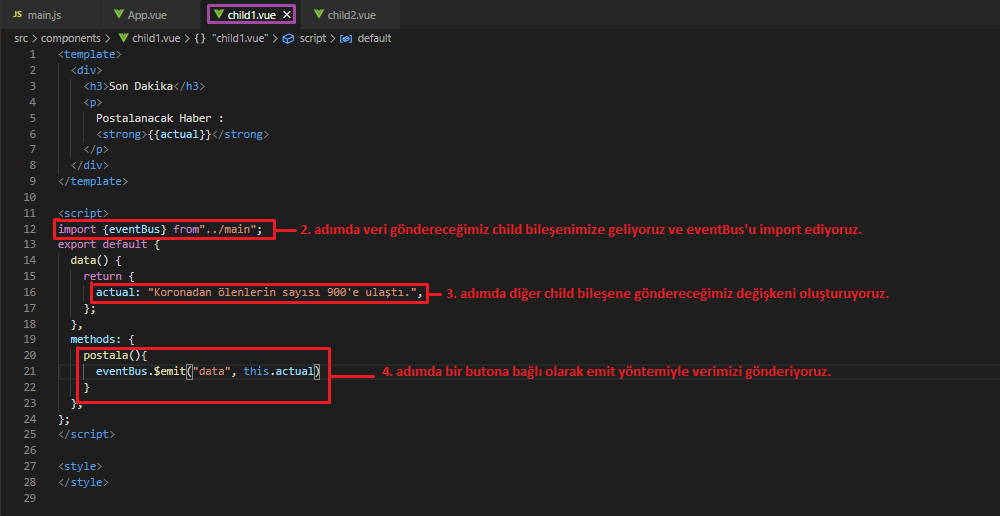 JS main.js App.vue child1.vue × child2.vue
src > components > child1.vue > {} "child1.vue" > script > default
1 <template>
2 <div>
3 <h3>Son Dakika</h3>
4 <p>
5 Postalanacak Haber :
6 <strong>{{actual}}</strong>
7 </p>
8 </div>
9 </template>
10
11 <script>
12 import {eventBus} from"../main"; 2. adımda veri göndereceğimiz child bileşenimize geliyoruz ve eventBus'u import ediyoruz.
13 export default {
14 data() {
15 return {
16 actual: "Koronadan ölenlerin sayısı 900'e ulaştı.", 3. adımda diğer child bileşene göndereceğimiz değişkeni oluşturuyoruz.
17 };
18 },
19 methods: {
20 postala(){
21 eventBus.$emit("data", this.actual) 4. adımda bir butona bağlı olarak emit yöntemiyle verimizi gönderiyoruz.
22 }
23 },
24 };
25 </script>
26
27 <style>
28 </style>
29